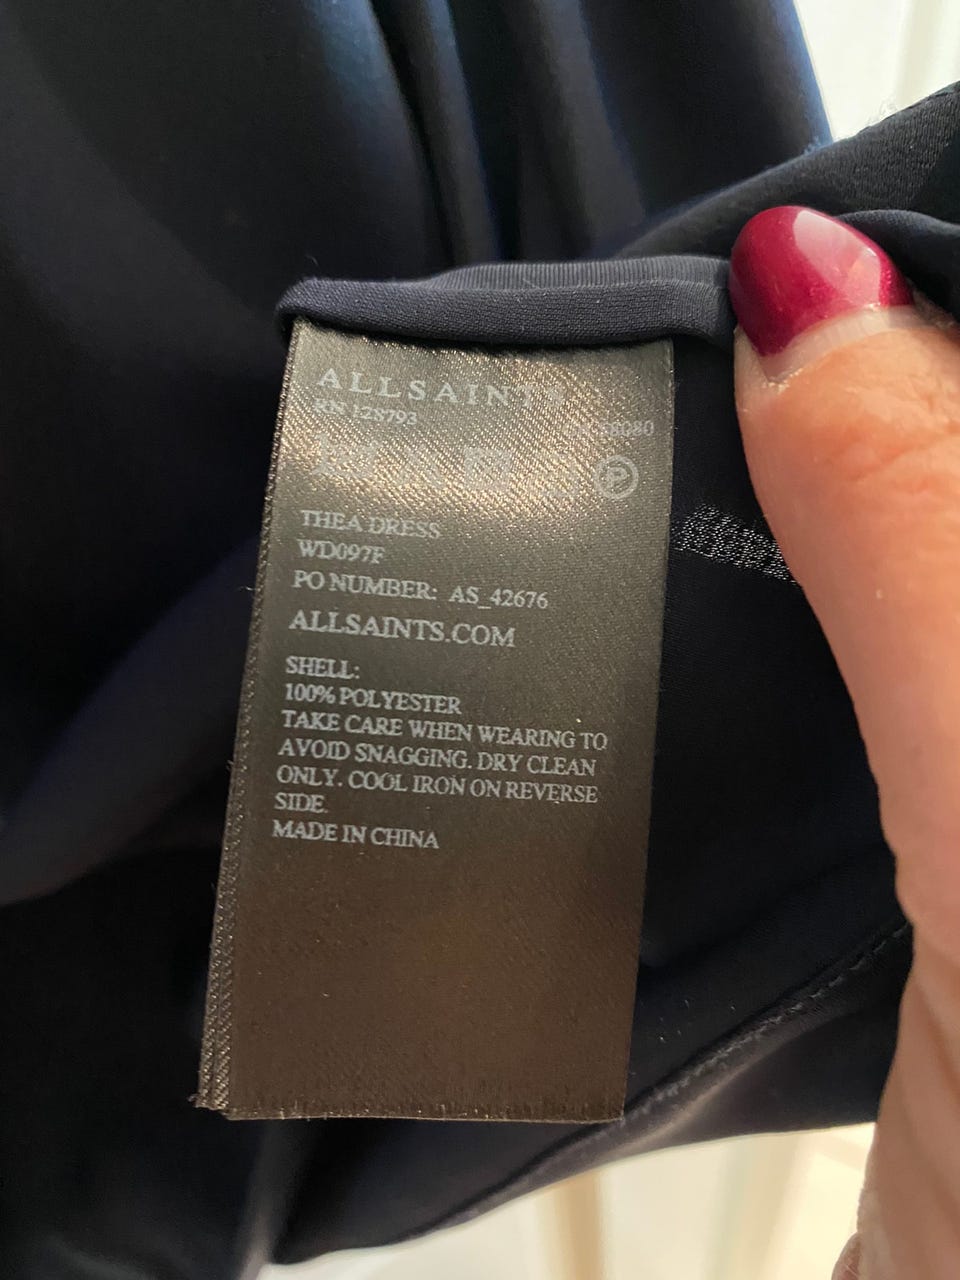 ALLSAINTS
RN 128793
THEA DRESS
WD097F
PO NUMBER: AS_42676
ALLSAINTS.COM
SHELL:
100% POLYESTER
TAKE CARE WHEN WEARING TO
AVOID SNAGGING. DRY CLEAN
ONLY. COOL IRON ON REVERSE
SIDE.
MADE IN CHINA